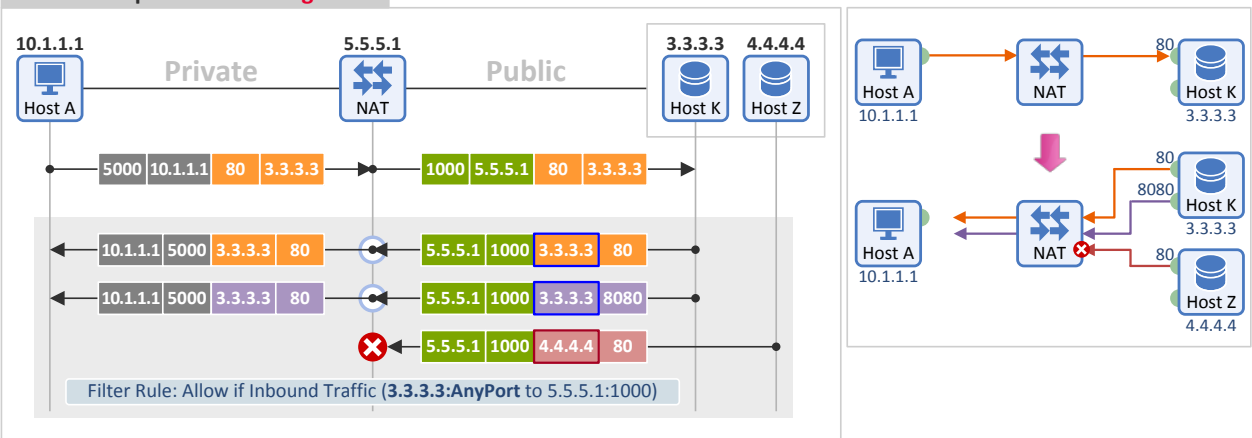 10.1.1.1 5.5.5.1 3.3.3.3 4.4.4.4
Private Public
Host A NAT Host K Host Z
5000 10.1.1.1 80 3.3.3.3 1000 5.5.5.1 80 3.3.3.3
10.1.1.1 5000 3.3.3.3 80 5.5.5.1 1000 3.3.3.3 80
10.1.1.1 5000 3.3.3.3 80 5.5.5.1 1000 3.3.3.3 8080
5.5.5.1 1000 4.4.4.4 80
Filter Rule: Allow if Inbound Traffic (3.3.3.3:AnyPort to 5.5.5.1:1000)
80
Host A NAT Host K
10.1.1.1 3.3.3.3
80
8080
Host K
3.3.3.3
Host A NAT 80
10.1.1.1
Host Z
4.4.4.4